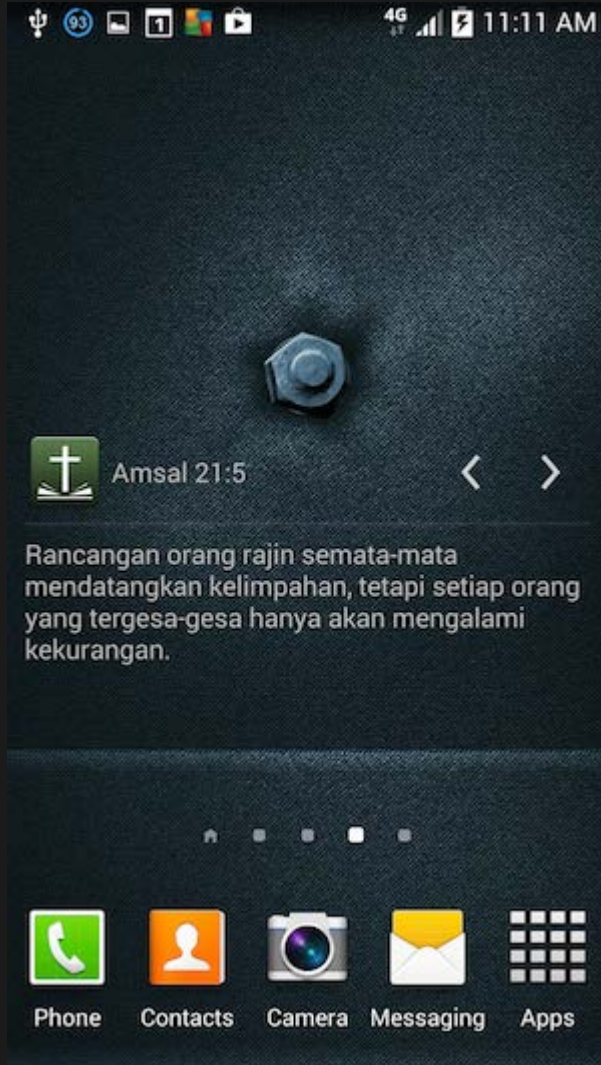 93 1 4G 11:11 AM
Amsal 21:5
Rancangan orang rajin semata-mata
mendatangkan kelimpahan, tetapi setiap orang
yang tergesa-gesa hanya akan mengalami
kekurangan.
Phone Contacts Camera Messaging Apps